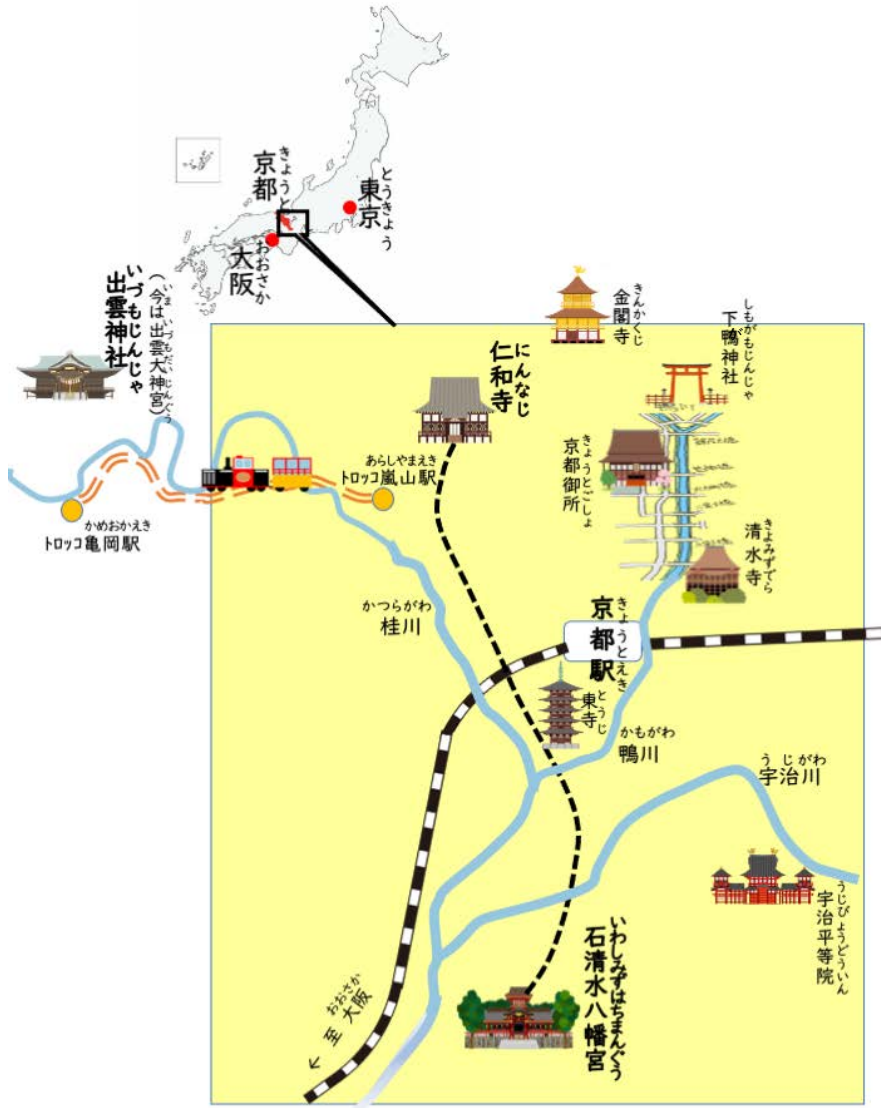 きょうと
京都
とうきょう
東京
おおさか
大阪
いづもじんじゃ
出雲神社
いまいづもだいじんぐう
(今は出雲大神宮)
きんかくじ
金閣寺
しもがもじんじゃ
下鴨神社
にんなじ
仁和寺
きょうとごしょ
京都御所
あらしやまえき
トロッコ嵐山駅
かめおかえき
トロッコ亀岡駅
きよみずでら
清水寺
かつらがわ
桂川
きょうとえき
京都駅
とうじ
東寺
かもがわ
鴨川
うじがわ
宇治川
うじびょうどういん
宇治平等院
いわしみずはちまんぐう
石清水八幡宮
おおさか
← 至 大阪